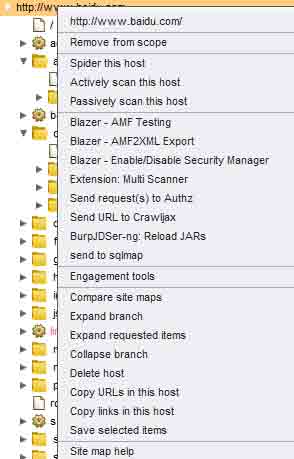 http://www.baidu.com
http://www.baidu.com/
Remove from scope
Spider this host
Actively scan this host
Passively scan this host
Blazer - AMF Testing
Blazer - AMF2XML Export
Blazer - Enable/Disable Security Manager
Extension: Multi Scanner
Send request(s) to Authz
Send URL to Crawljax
BurpJDSer-ng: Reload JARs
send to sqlmap
Engagement tools
Compare site maps
Expand branch
Expand requested items
Collapse branch
Delete host
Copy URLs in this host
Copy links in this host
Save selected items
Site map help